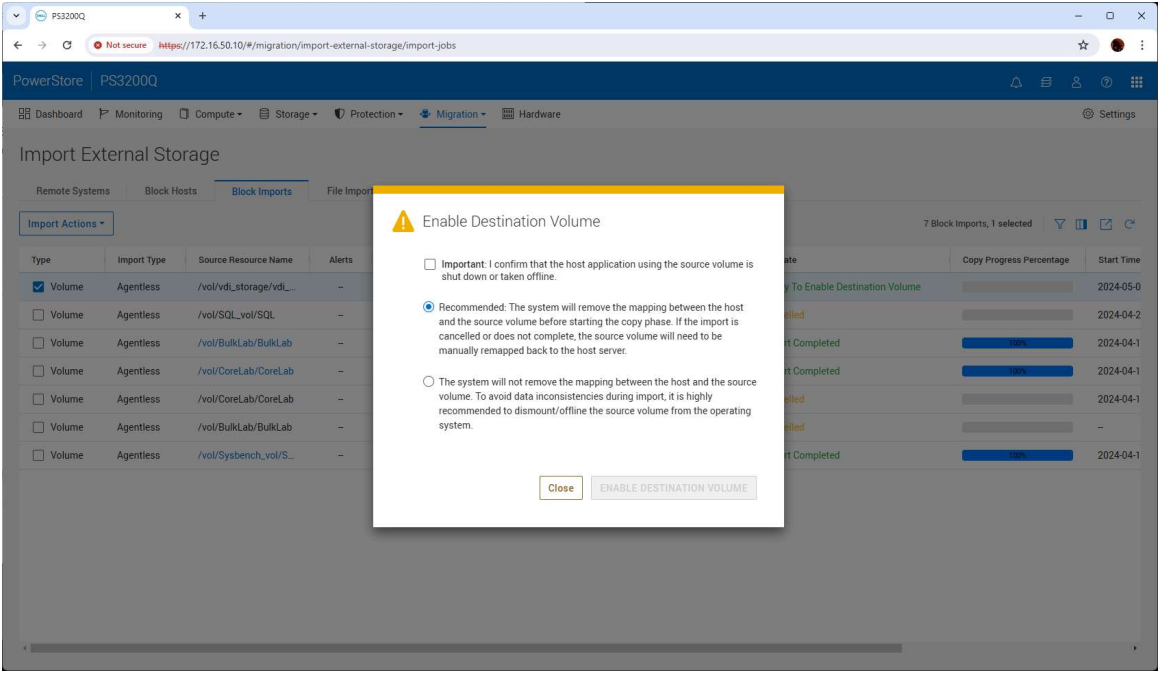 PS3200Q
Not secure https://172.16.50.10/#/migration/import-external-storage/import-jobs
PowerStore PS3200Q
Dashboard Monitoring Compute Storage Protection Migration Hardware Settings
Import External Storage
Remote Systems Block Hosts Block Imports File Import
Import Actions 7 Block Imports, 1 selected
Type Import Type Source Resource Name Alerts ate Copy Progress Percentage Start Time
Volume Agentless /vol/vdi_storage/vdi_... -- y To Enable Destination Volume 2024-05-0
Volume Agentless /vol/SQL_vol/SQL -- elled 2024-04-2
Volume Agentless /vol/BulkLab/BulkLab -- rt Completed 100% 2024-04-1
Volume Agentless /vol/CoreLab/CoreLab -- rt Completed 100% 2024-04-1
Volume Agentless /vol/CoreLab/CoreLab -- elled 2024-04-1
Volume Agentless /vol/BulkLab/BulkLab -- elled --
Volume Agentless /vol/Sysbench_vol/S... -- rt Completed 100% 2024-04-1
Enable Destination Volume
Important: I confirm that the host application using the source volume is
shut down or taken offline.
Recommended: The system will remove the mapping between the host
and the source volume before starting the copy phase. If the import is
cancelled or does not complete, the source volume will need to be
manually remapped back to the host server.
The system will not remove the mapping between the host and the source
volume. To avoid data inconsistencies during import, it is highly
recommended to dismount/offline the source volume from the operating
system.
Close ENABLE DESTINATION VOLUME